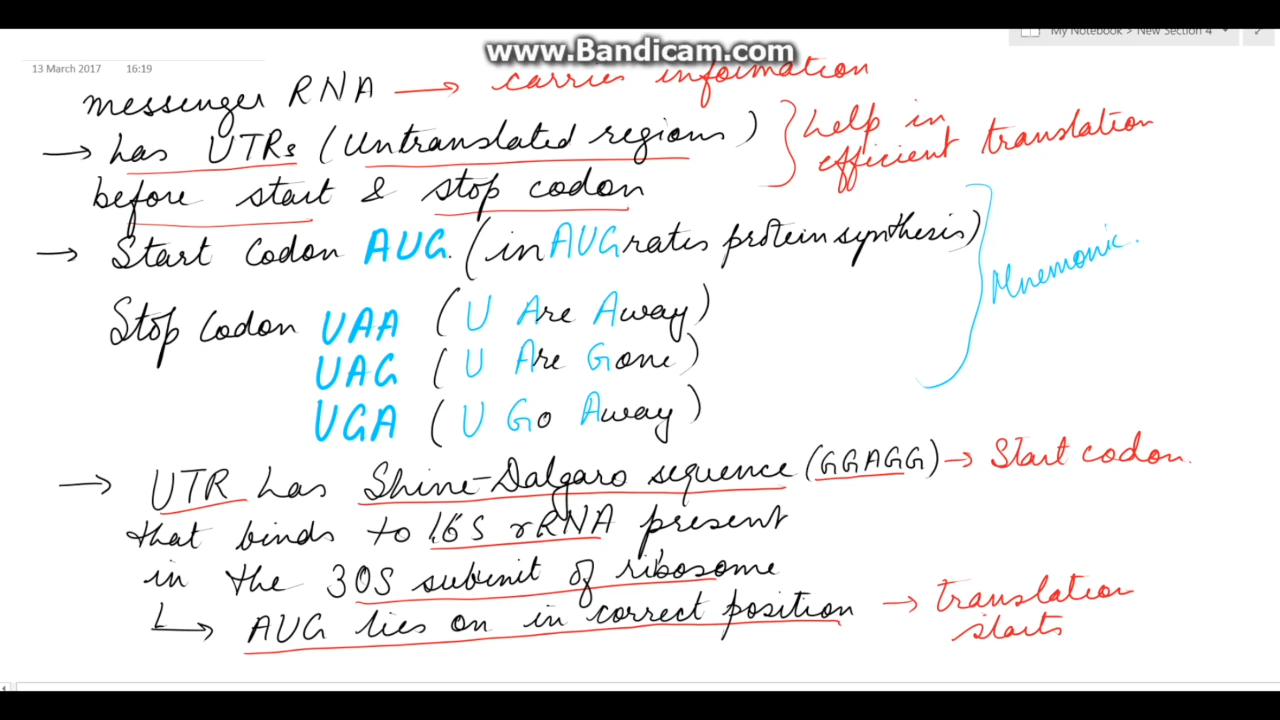 www.Bandicam.com
My Notebook > New Section 4
13 March 2017 16:19
messenger RNA → carries information
→ has UTRs (Untranslated regions) } help in
before start & stop codon efficient translation
→ Start Codon AUG. (inAUGrates protein synthesis)
Mnemonic.
Stop Codon UAA (U Are Away)
UAG (U Are Gone)
UGA (U Go Away)
→ UTR has Shine-Dalgaro sequence (GGAGG) → Start codon.
that binds to 16S rRNA present
in the 30S subunit of ribosome
↳ AUG lies on in correct position → translation
starts